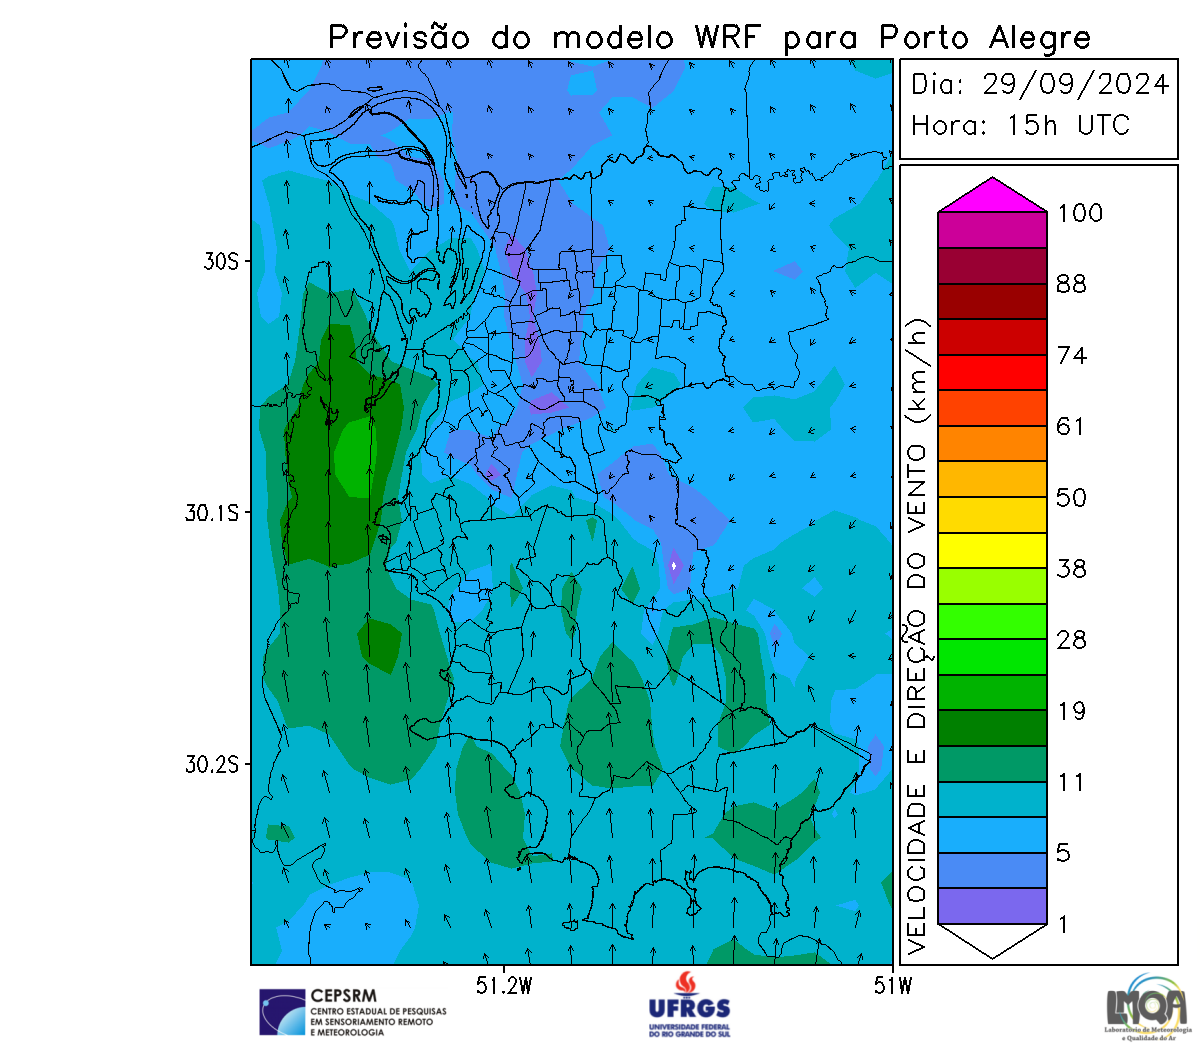 Previsão do modelo WRF para Porto Alegre
Dia: 29/09/2024
Hora: 15h UTC
30S
30.1S
30.2S
51.2W
51W
VELOCIDADE E DIREÇÃO DO VENTO (km/h)
100
88
74
61
50
38
28
19
11
5
1
CEPSRM
CENTRO ESTADUAL DE PESQUISAS
EM SENSORIAMENTO REMOTO
E METEOROLOGIA
UFRGS
UNIVERSIDADE FEDERAL
DO RIO GRANDE DO SUL
LMQA
Laboratório de Meteorologia
e Qualidade do Ar